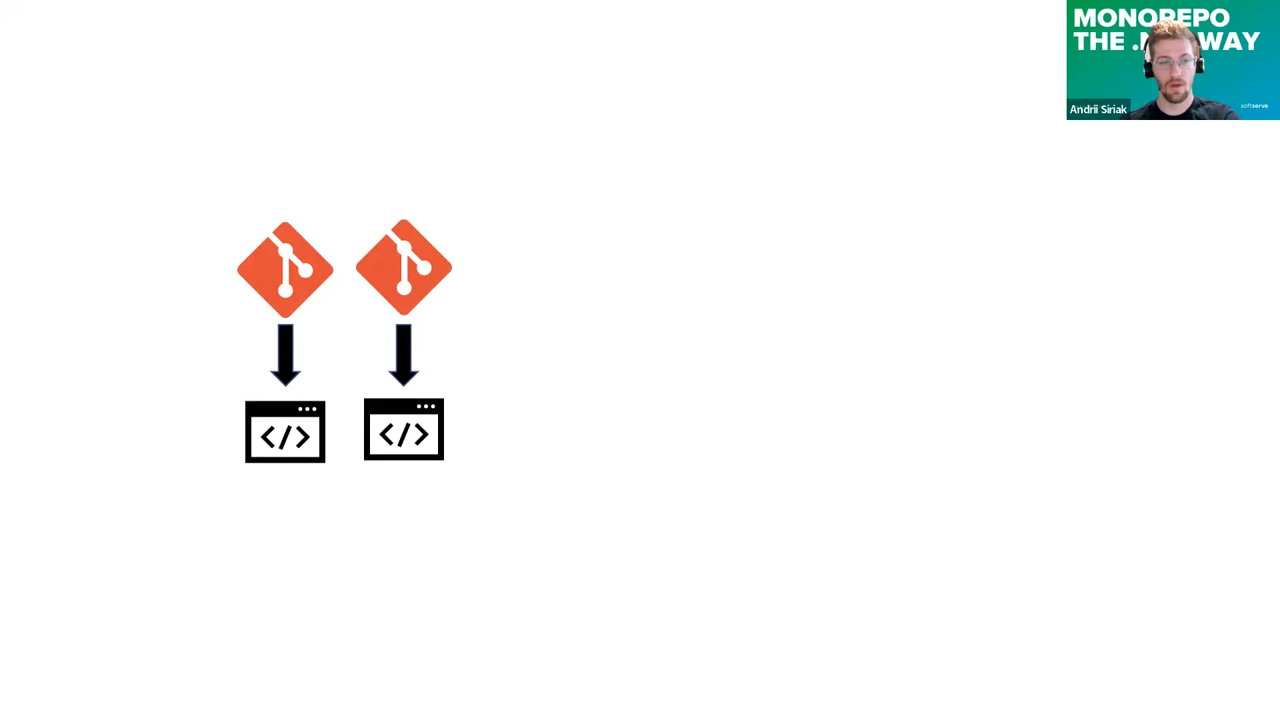 MONOREPO
THE .N WAY
Andrii Siriak
softserve
</>
</>